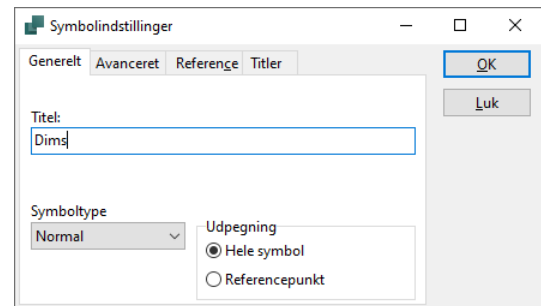 Symbolindstillinger
Generelt Avanceret Reference Titler
OK
Luk
Titel:
Dims
Symboltype
Normal
Udpegning
Hele symbol
Referencepunkt